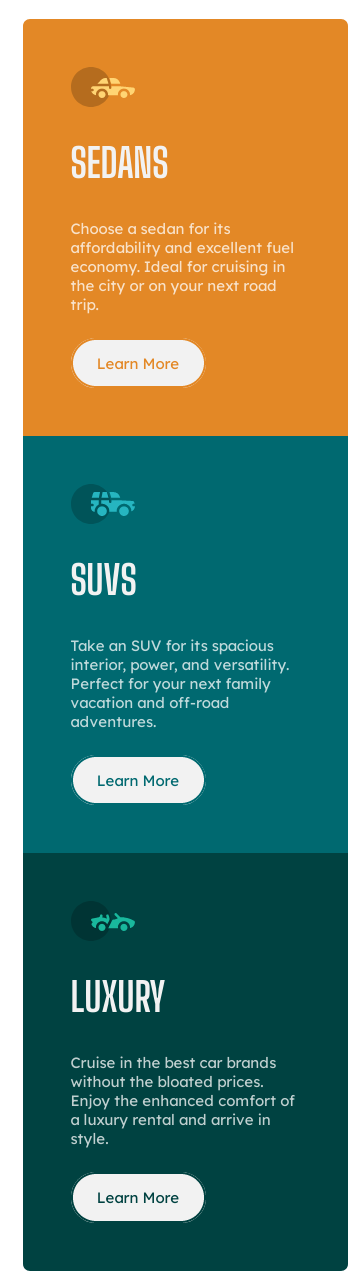 SEDANS
Choose a sedan for its
affordability and excellent fuel
economy. Ideal for cruising in
the city or on your next road
trip.
Learn More
SUVS
Take an SUV for its spacious
interior, power, and versatility.
Perfect for your next family
vacation and off-road
adventures.
Learn More
LUXURY
Cruise in the best car brands
without the bloated prices.
Enjoy the enhanced comfort of
a luxury rental and arrive in
style.
Learn More